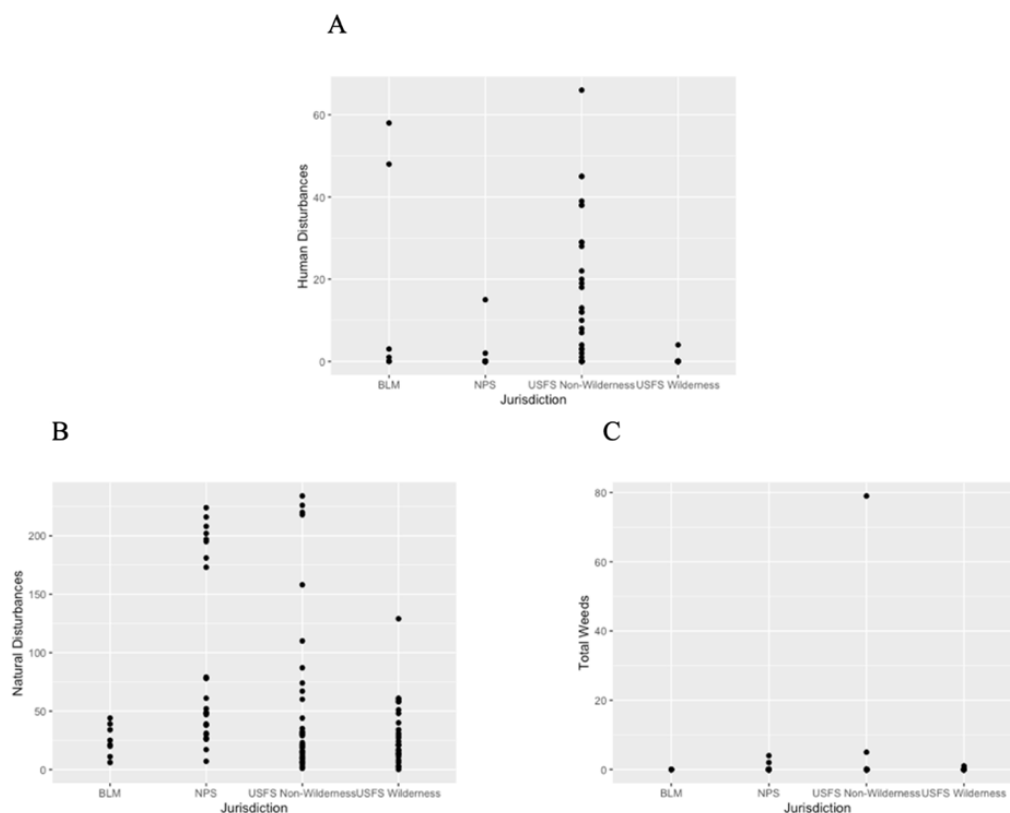 A
Human Disturbances
60
40
20
0
BLM NPS USFS Non-Wilderness USFS Wilderness
Jurisdiction
B
Natural Disturbances
200
150
100
50
0
BLM NPS USFS Non-Wilderness USFS Wilderness
Jurisdiction
C
Total Weeds
80
60
40
20
0
BLM NPS USFS Non-Wilderness USFS Wilderness
Jurisdiction